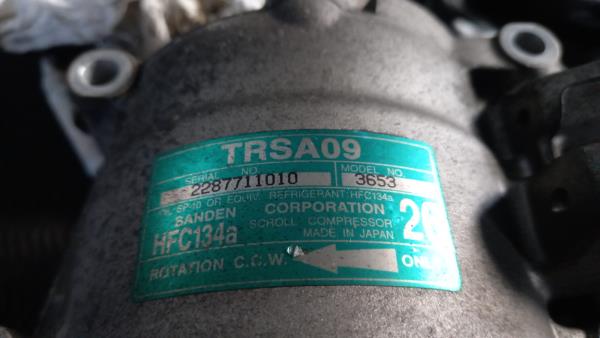 TRSA09
SERIAL NO. MODEL NO.
2287711010 3653
SP-10 OR EQUIV. REFRIGERANT:HFC134a
SANDEN CORPORATION
SCROLL COMPRESSOR
HFC134a MADE IN JAPAN
ROTATION C.C.W. ONLY